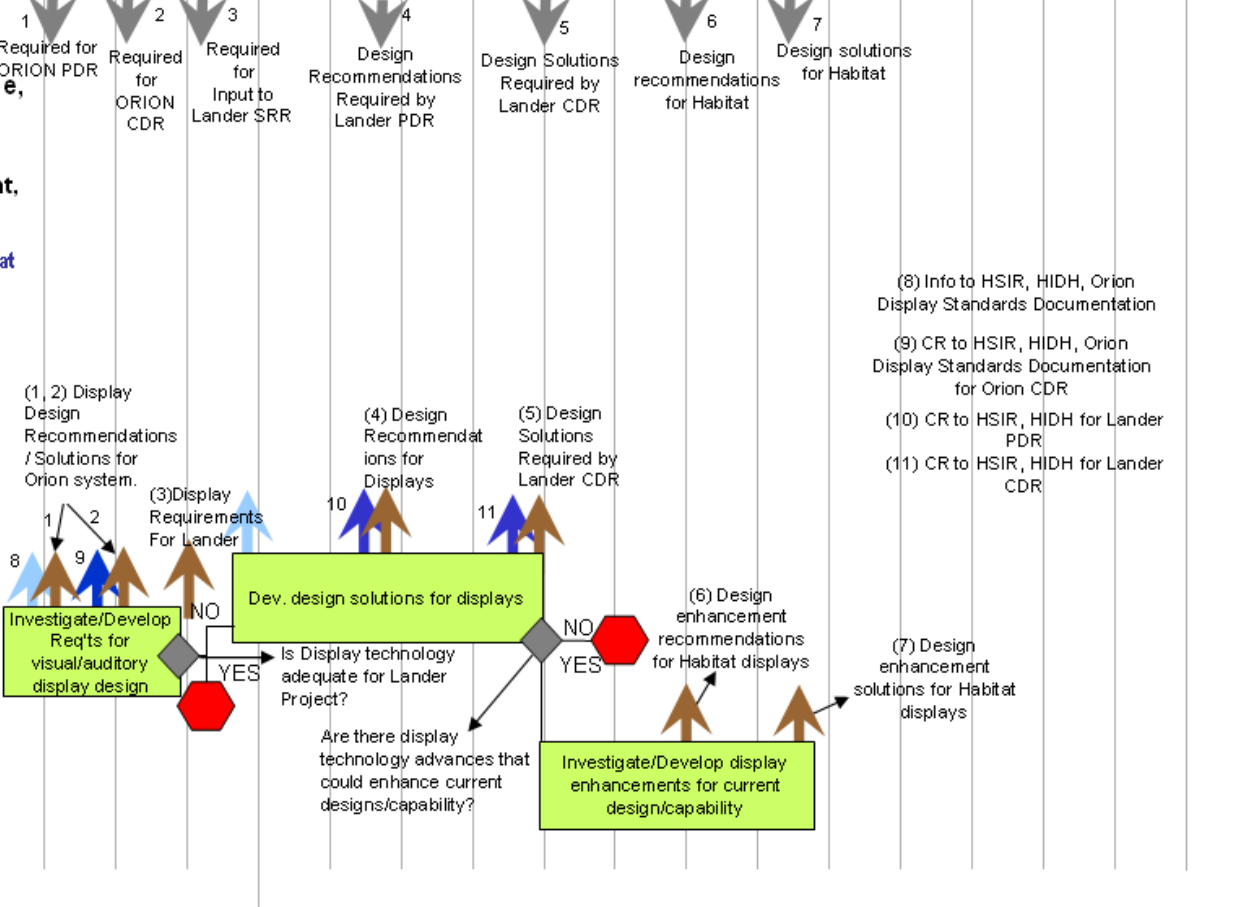 1
Required for
ORION PDR
2
Required
for
ORION
CDR
3
Required
for
Input to
Lander SRR
4
Design
Recommendations
Required by
Lander PDR
5
Design Solutions
Required by
Lander CDR
6
Design
recommendations
for Habitat
7
Design solutions
for Habitat
e,
nt,
at
(8) Info to HSIR, HIDH, Orion
Display Standards Documentation
(9) CR to HSIR, HIDH, Orion
Display Standards Documentation
for Orion CDR
(10) CR to HSIR, HIDH for Lander
PDR
(11) CR to HSIR, HIDH for Lander
CDR
(1, 2) Display
Design
Recommendations
/ Solutions for
Orion system.
(3)Display
Requirements
For Lander
(4) Design
Recommendat
ions for
Displays
(5) Design
Solutions
Required by
Lander CDR
8
1
9
2
10
11
Investigate/Develop
Req'ts for
visual/auditory
display design
NO
YES
Dev. design solutions for displays
Is Display technology
adequate for Lander
Project?
NO
YES
Are there display
technology advances that
could enhance current
designs/capability?
(6) Design
enhancement
recommendations
for Habitat displays
(7) Design
enhancement
solutions for Habitat
displays
Investigate/Develop display
enhancements for current
design/capability